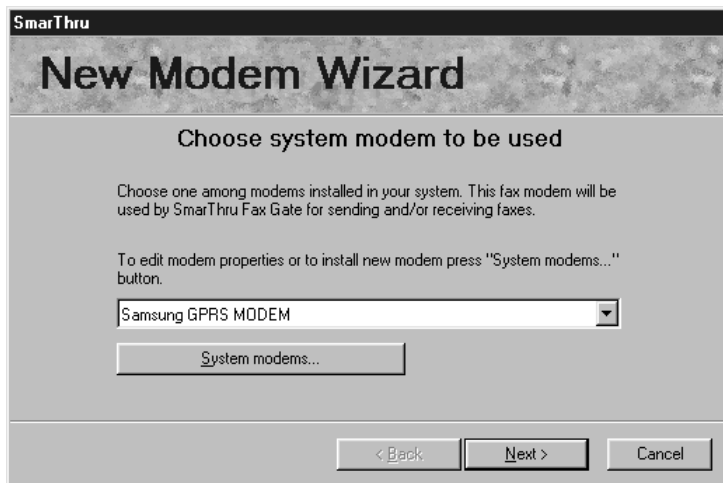 SmarThru
New Modem Wizard
Choose system modem to be used
Choose one among modems installed in your system. This fax modem will be
used by SmarThru Fax Gate for sending and/or receiving faxes.
To edit modem properties or to install new modem press "System modems..."
button.
Samsung GPRS MODEM
System modems...
< Back
Next >
Cancel